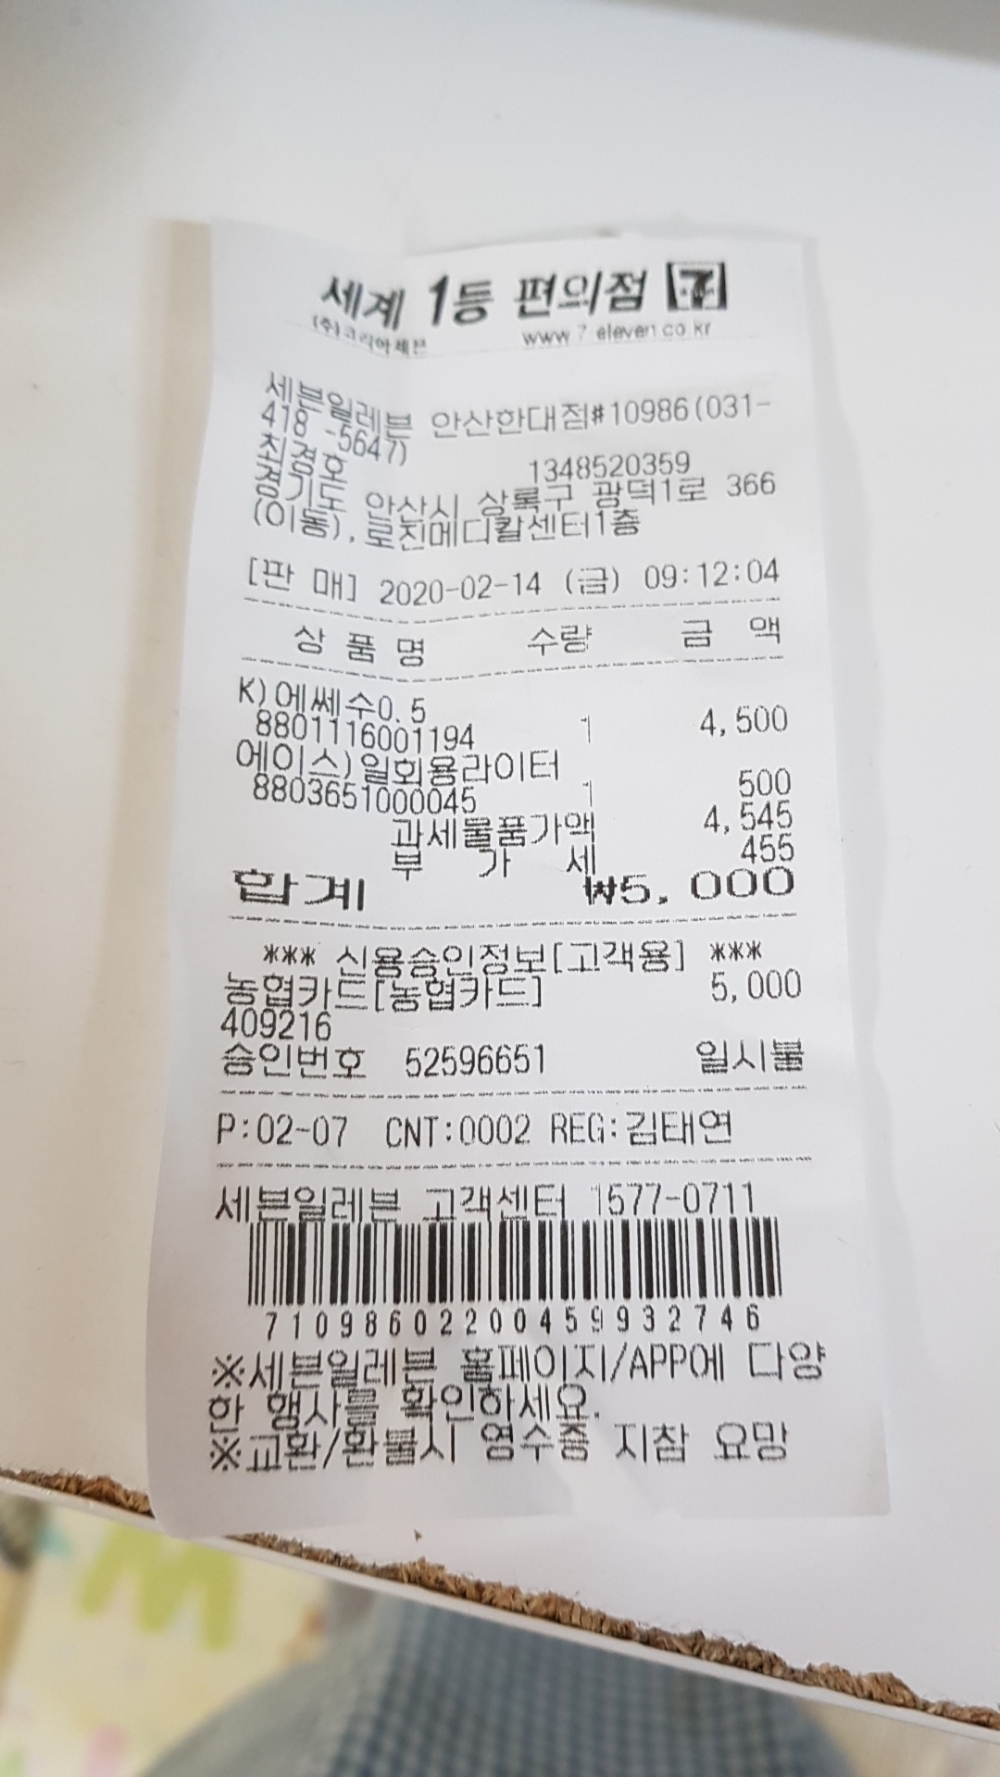 세계 1등 편의점 7
(주)코리아세븐 www.7-eleven.co.kr
세븐일레븐 안산한대점#10986(031-
418 -5647)
최경호 1348520359
경기도 안산시 상록구 광덕1로 366
(이동),로진메디칼센터1층
[판 매] 2020-02-14 (금) 09:12:04
상 품 명 수량 금 액
K)에쎄수0.5
8801116001194 1 4,500
에이스)일회용라이터
8803651000045 1 500
과세물품가액 4,545
부 가 세 455
합계 ₩5,000
*** 신용승인정보[고객용] ***
농협카드[농협카드] 5,000
409216
승인번호 52596651 일시불
P:02-07 CNT:0002 REG:김태연
세븐일레븐 고객센터 1577-0711
71098602200459932746
※세븐일레븐 홈페이지/APP에 다양
한 행사를 확인하세요.
※교환/환불시 영수증 지참 요망